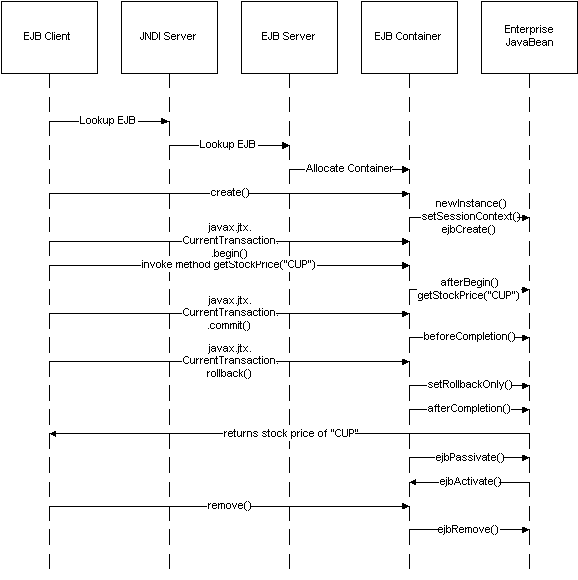 EJB Client
JNDI Server
EJB Server
EJB Container
Enterprise
JavaBean
Lookup EJB
Lookup EJB
Allocate Container
create()
newInstance()
setSessionContext()
ejbCreate()
javax.jtx.
CurrentTransaction
.begin()
invoke method getStockPrice("CUP")
afterBegin()
getStockPrice("CUP")
javax.jtx.
CurrentTransaction
.commit()
beforeCompletion()
javax.jtx.
CurrentTransaction.
rollback()
setRollbackOnly()
afterCompletion()
returns stock price of "CUP"
ejbPassivate()
ejbActivate()
remove()
ejbRemove()